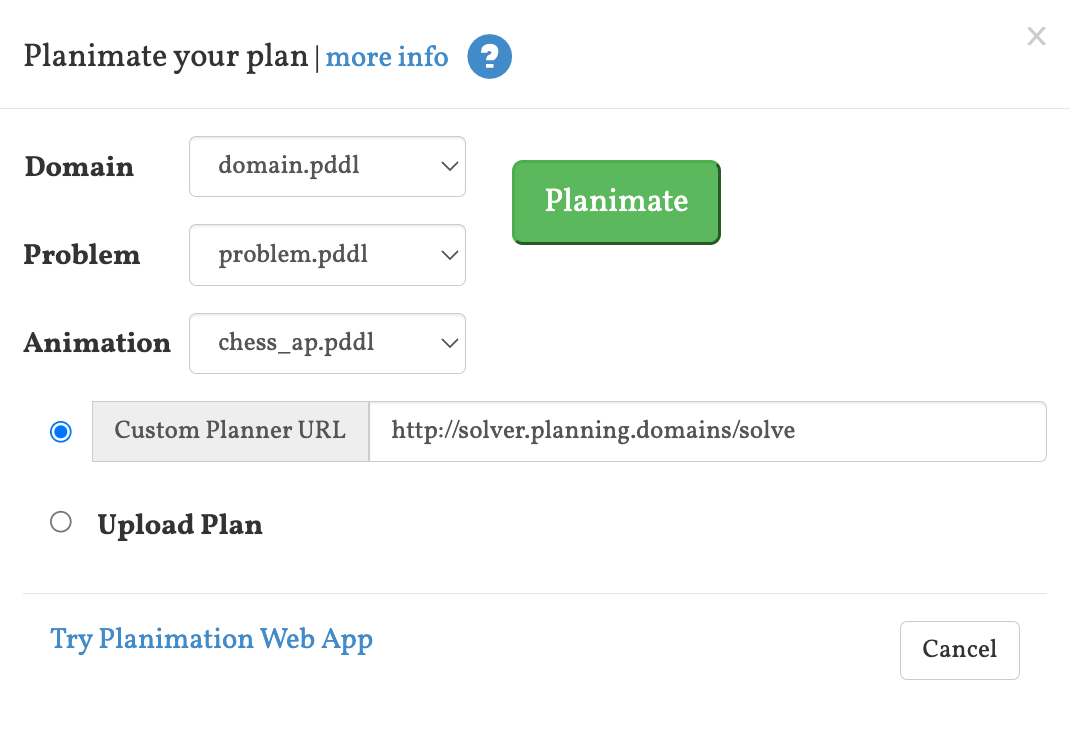 Planimate your plan | more info ?
×
Domain domain.pddl
Planimate
Problem problem.pddl
Animation chess_ap.pddl
Custom Planner URL http://solver.planning.domains/solve
Upload Plan
Try Planimation Web App
Cancel